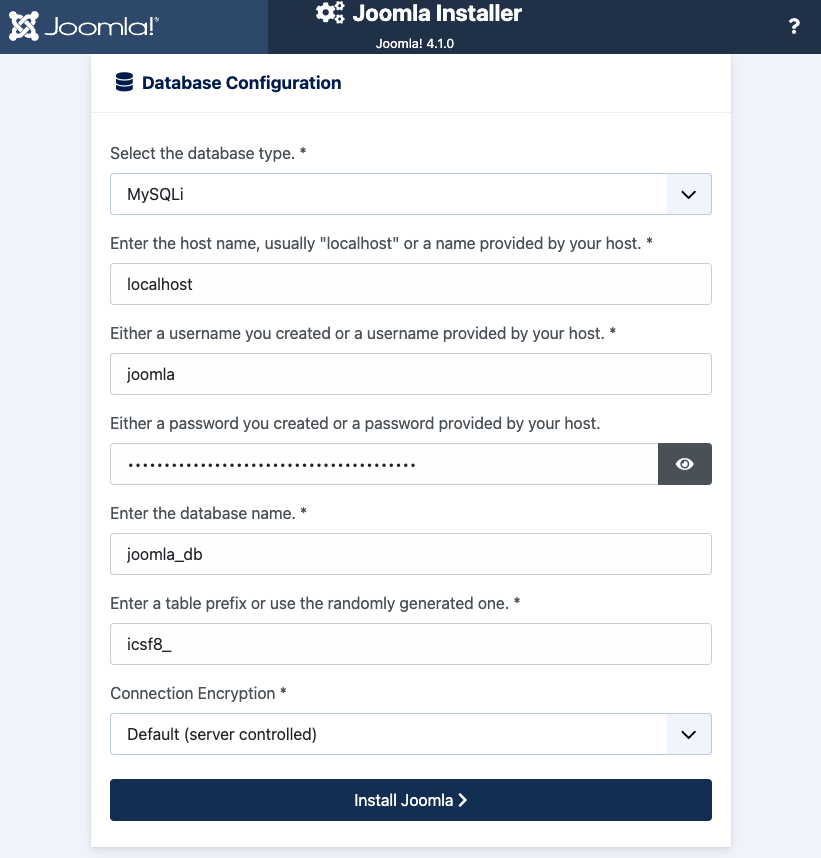 Joomla!®
Joomla Installer
Joomla! 4.1.0
?
Database Configuration
Select the database type. *
MySQLi
Enter the host name, usually "localhost" or a name provided by your host. *
localhost
Either a username you created or a username provided by your host. *
joomla
Either a password you created or a password provided by your host.
••••••••••••••••••••••••••••••••••••••••
Enter the database name. *
joomla_db
Enter a table prefix or use the randomly generated one. *
icsf8_
Connection Encryption *
Default (server controlled)
Install Joomla